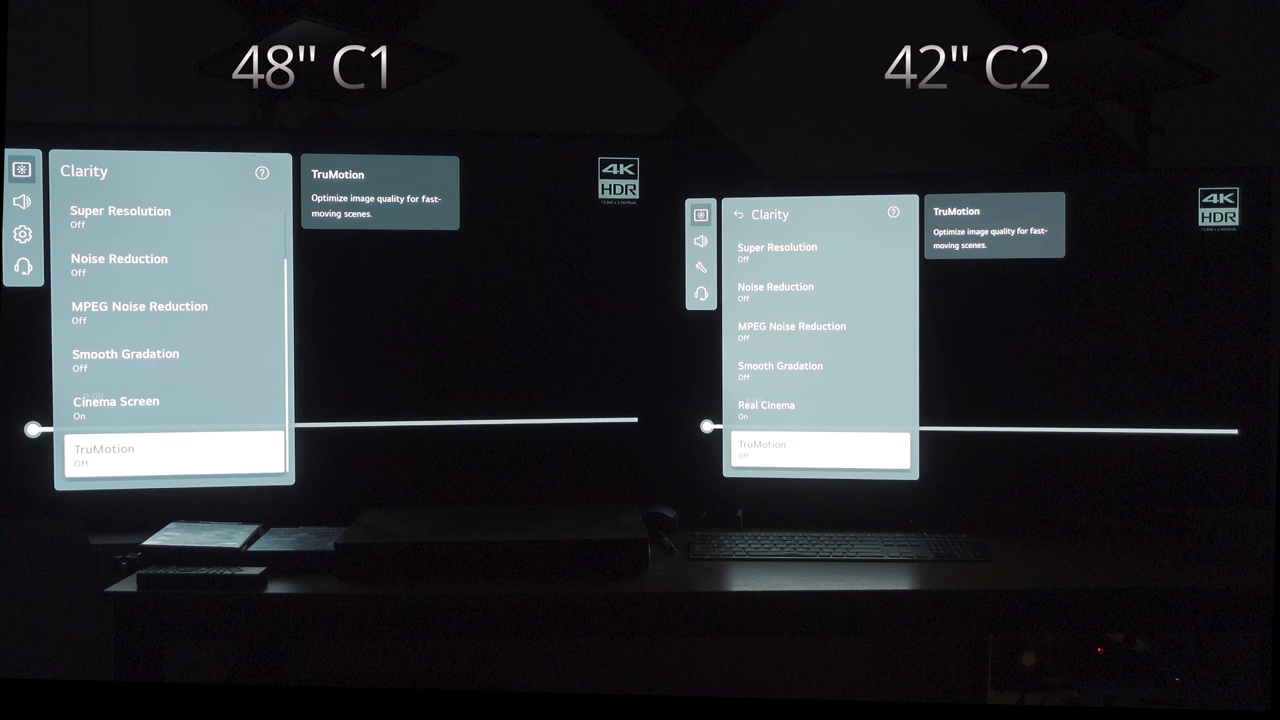 48" C1
42" C2
Clarity
Super Resolution
Off
Noise Reduction
Off
MPEG Noise Reduction
Off
Smooth Gradation
Off
Cinema Screen
On
TruMotion
Off
TruMotion
Optimize image quality for fast-
moving scenes.
4K
HDR
Clarity
Super Resolution
Off
Noise Reduction
Off
MPEG Noise Reduction
Off
Smooth Gradation
Off
Real Cinema
On
TruMotion
Off
TruMotion
Optimize image quality for fast-
moving scenes.
4K
HDR